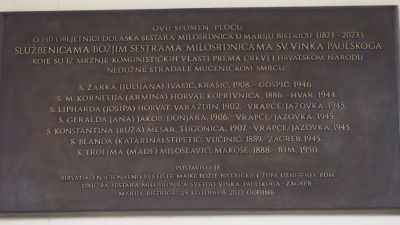 OVU SPOMEN-PLOČU
O 150. OBLJETNICI DOLASKA SESTARA MILOSRDNICA U MARIJU BISTRICU (1873.-2023.)
SLUŽBENICAMA BOŽJIM SESTRAMA MILOSRDNICAMA SV. VINKA PAULSKOGA
KOJE SU IZ MRŽNJE KOMUNISTIČKIH VLASTI PREMA CRKVI I HRVATSKOM NARODU
NEDUŽNE STRADALE MUČENIČKOM SMRĆU:
S. ŽARKA (JULIJANA) IVASIĆ, KRAŠIĆ, 1908. - GOSPIĆ, 1946.
S. M. KORNELIJA (ARMINA) HORVAT, KOPRIVNICA, 1886. - HVAR, 1944.
S. LIPHARDA (JOSIPA) HORVAT, VARAŽDIN, 1902. - VRAPČE/JAZOVKA, 1945.
S. GERALDA (ANA) JAKOB, DONJARA, 1906. - VRAPČE/JAZOVKA, 1945.
S. KONSTANTINA (RUŽA) MESAR, TUGONICA, 1907. - VRAPČE/JAZOVKA, 1945.
S. BLANDA (KATARINA) STIPETIĆ, VUČINIĆ, 1889. - ZAGREB, 1945.
S. TROFIMA (MADE) MILOSLAVIĆ, MAKOŠE, 1888. - RIM, 1950.
POSTAVILO JE
HRVATSKO NACIONALNO SVETIŠTE MAJKE BOŽJE BISTRIČKE I ŽUPA UZNESENJA BDM,
DRUŽBA SESTARA MILOSRDNICA SVETOG VINKA PAULSKOGA - ZAGREB
MARIJA BISTRICA, 29. LISTOPADA 2023. GODINE